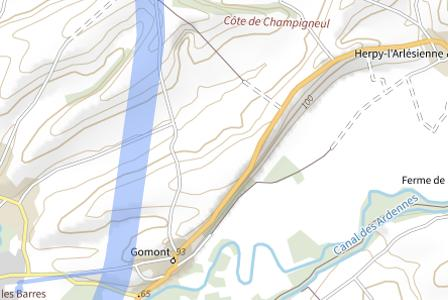 Côte de Champigneul
Herpy-l'Arlésienne
100
Ferme de
Canal des Ardennes
Gomont
93
les Barres
65